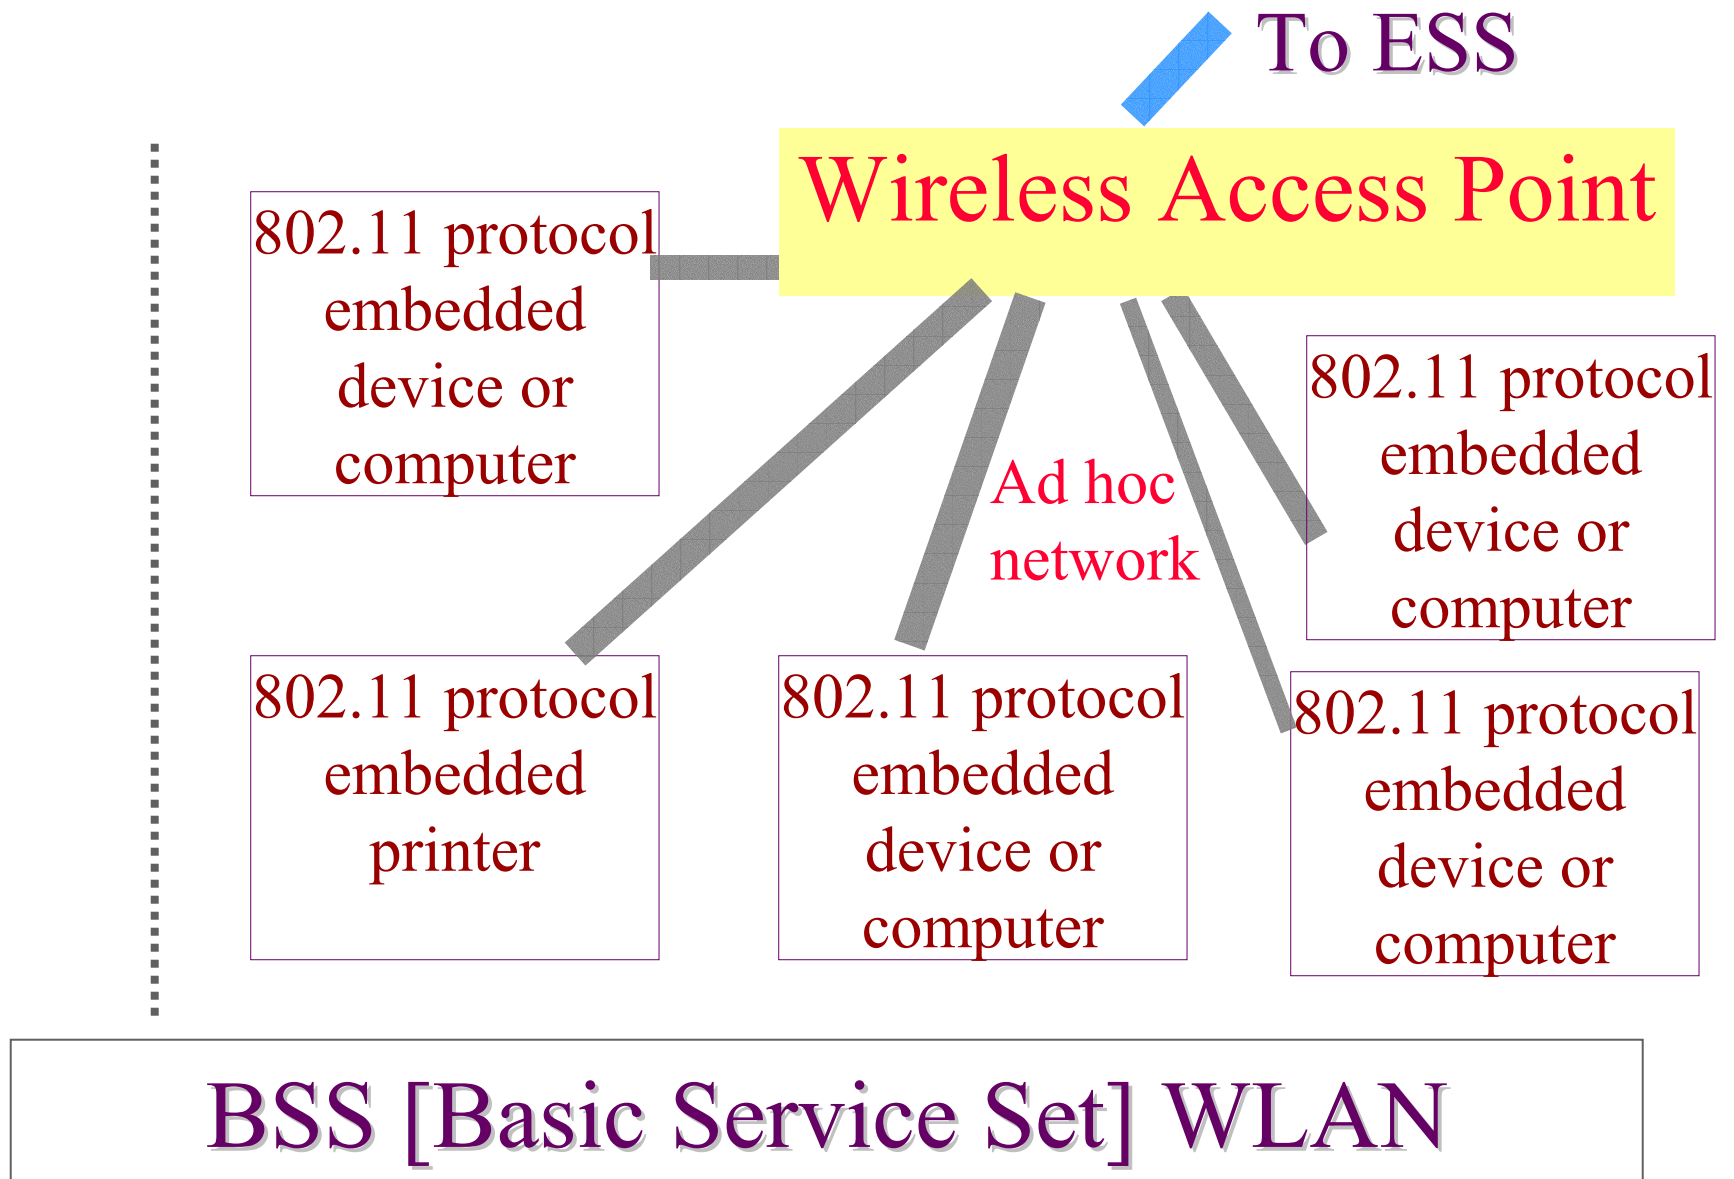 To ESS
Wireless Access Point
802.11 protocol
embedded
device or
computer
802.11 protocol
embedded
device or
computer
Ad hoc
network
802.11 protocol
embedded
printer
802.11 protocol
embedded
device or
computer
802.11 protocol
embedded
device or
computer
BSS [Basic Service Set] WLAN